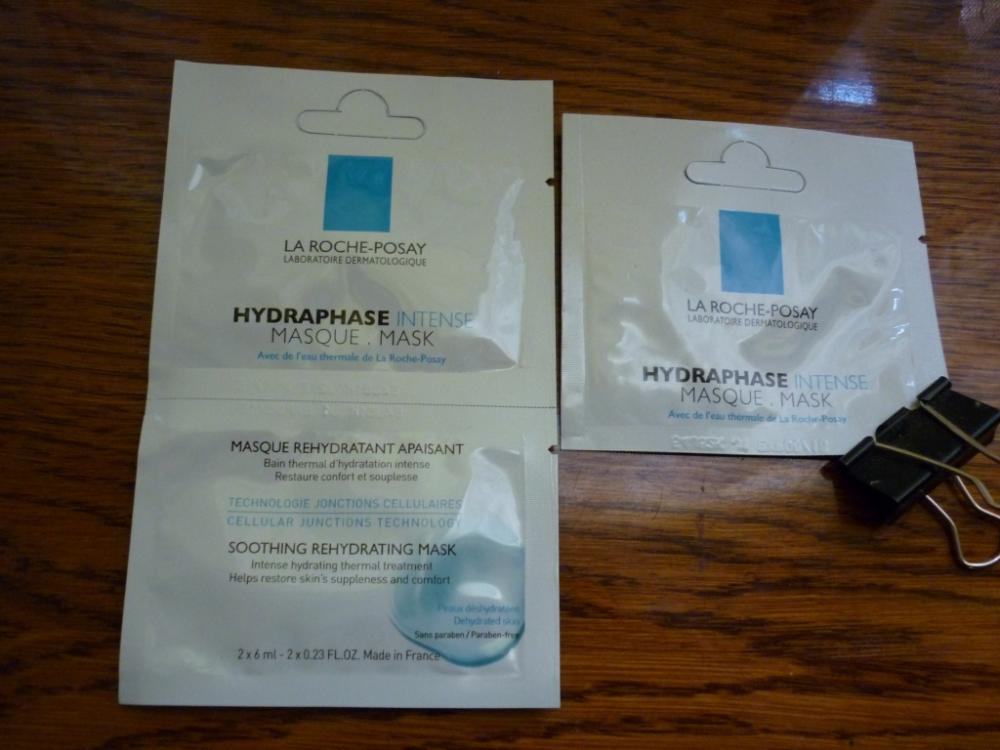 LA ROCHE-POSAY
LABORATOIRE DERMATOLOGIQUE
HYDRAPHASE INTENSE
MASQUE . MASK
Avec de l'eau thermale de La Roche-Posay
MASQUE REHYDRATANT APAISANT
Bain thermal d'hydratation intense
Restaure confort et souplesse
TECHNOLOGIE JONCTIONS CELLULAIRES
CELLULAR JUNCTIONS TECHNOLOGY
SOOTHING REHYDRATING MASK
Intense hydrating thermal treatment
Helps restore skin's suppleness and comfort
Peaux déshydratées
Dehydrated skin
Sans paraben / Paraben-free
2 x 6 ml - 2 x 0.23 FL.OZ. Made in France
LA ROCHE-POSAY
LABORATOIRE DERMATOLOGIQUE
HYDRAPHASE INTENSE
MASQUE . MASK
Avec de l'eau thermale de La Roche-Posay